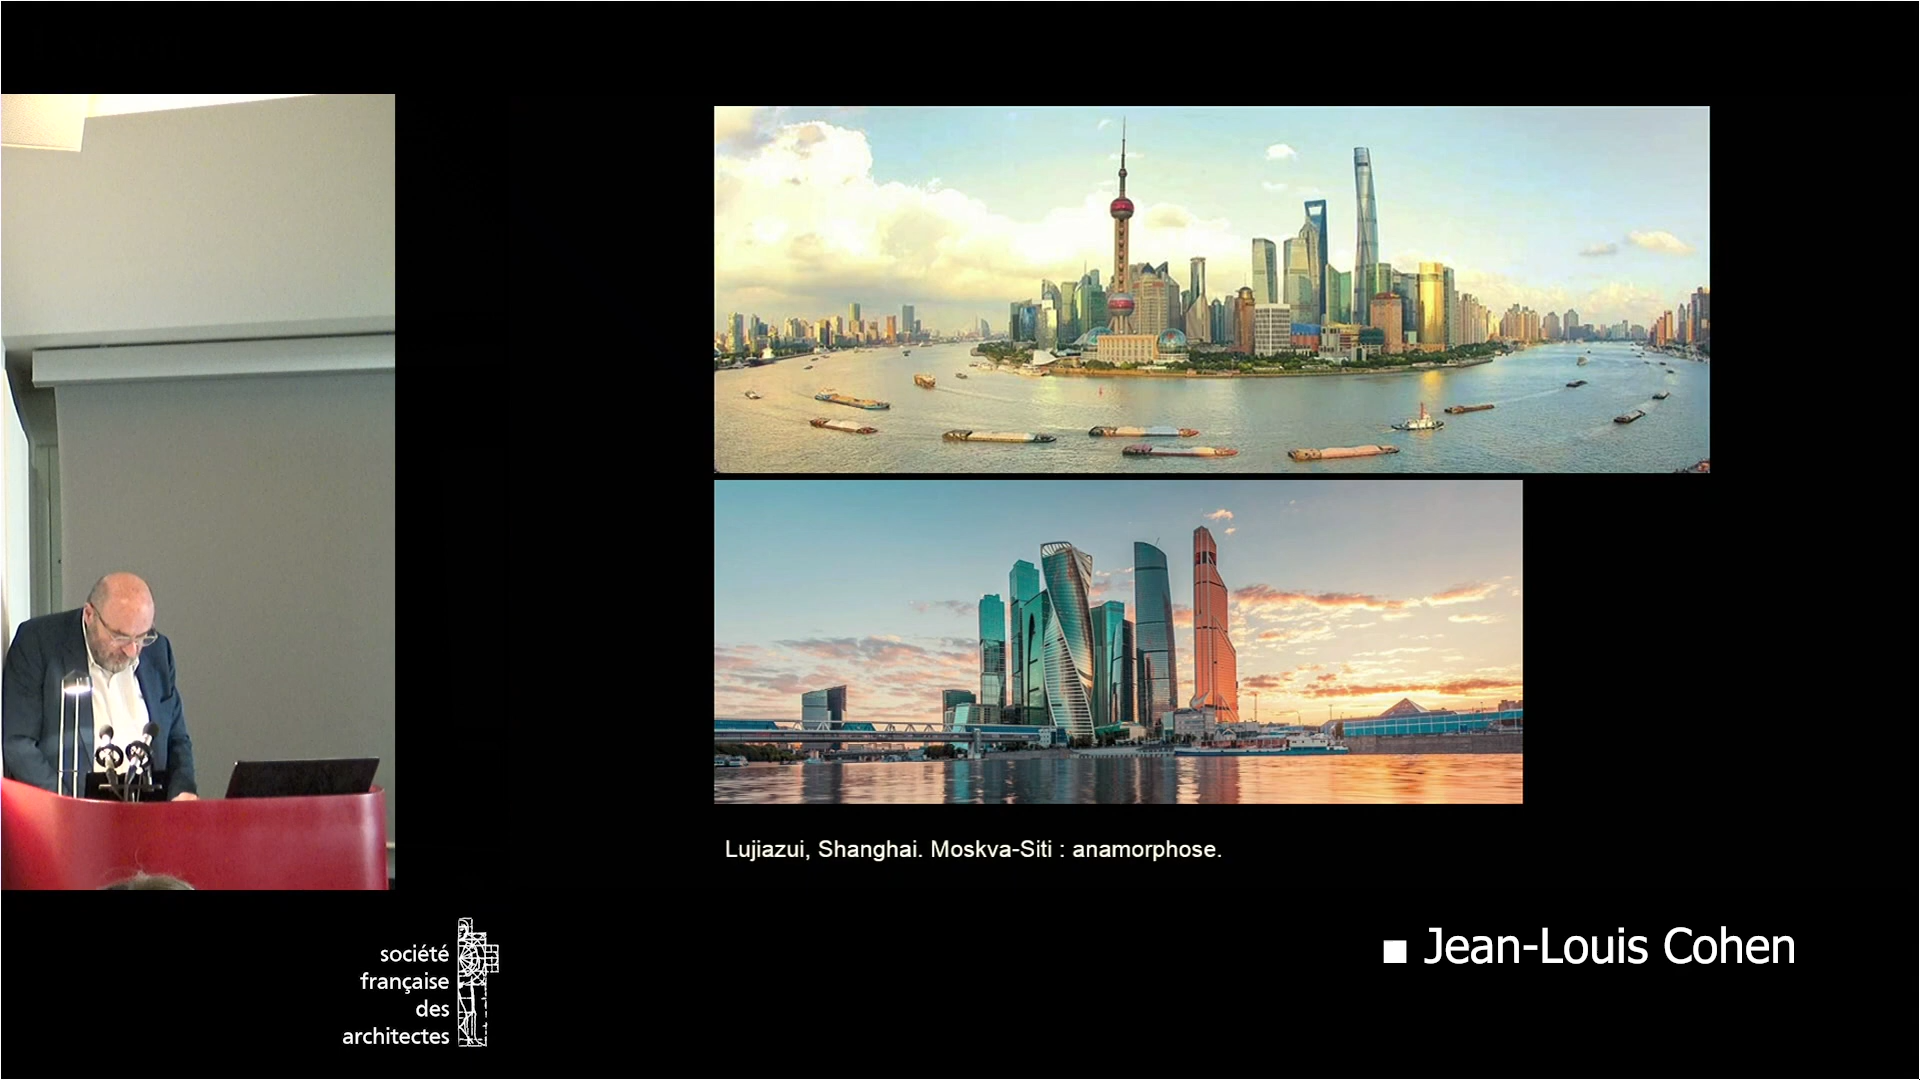 Lujiazui, Shanghai. Moskva-Siti : anamorphose.
société
française
des
architectes
Jean-Louis Cohen